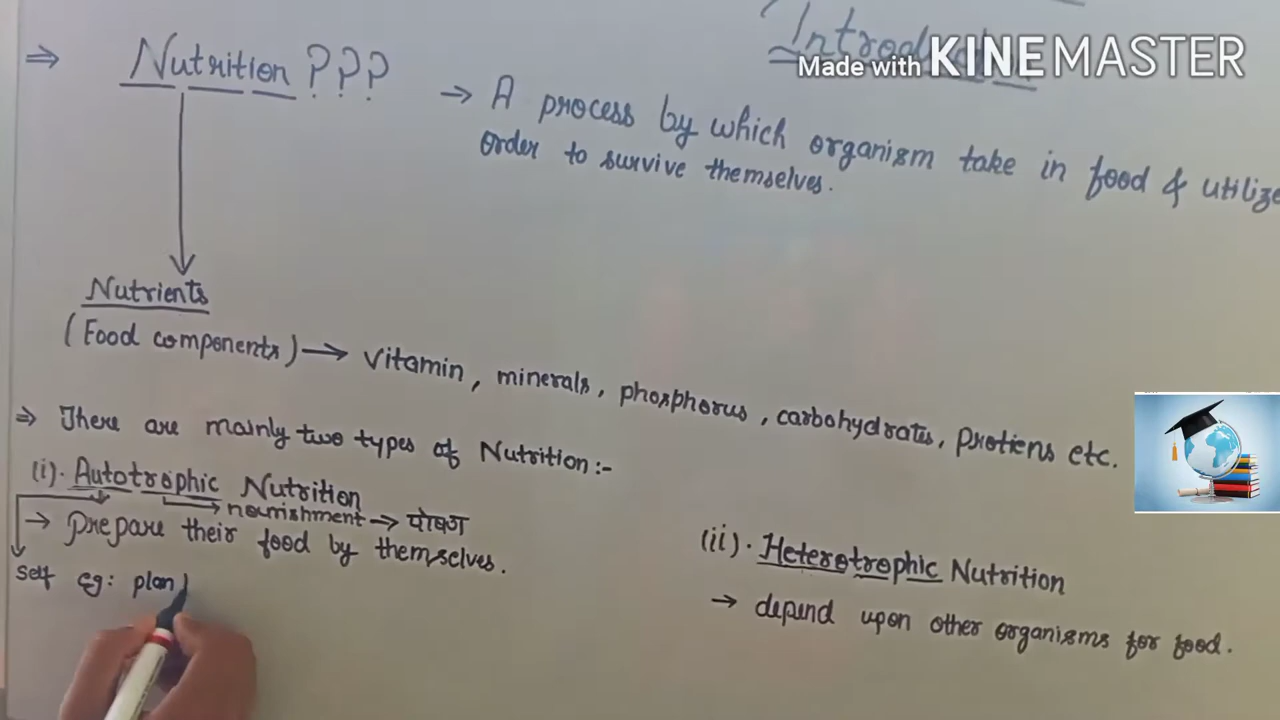 Made with KINEMASTER
⇒ Nutrition ???
→ A process by which organism take in food & utilize
order to survive themselves.
Nutrients
(Food components) → Vitamin, minerals, phosphorus, carbohydrates, protiens etc.
⇒ There are mainly two types of Nutrition:-
(i). Autotrophic Nutrition
nourishment → पोषण
→ Prepare their food by themselves.
self eg: plan
(ii). Heterotrophic Nutrition
→ depend upon other organisms for food.